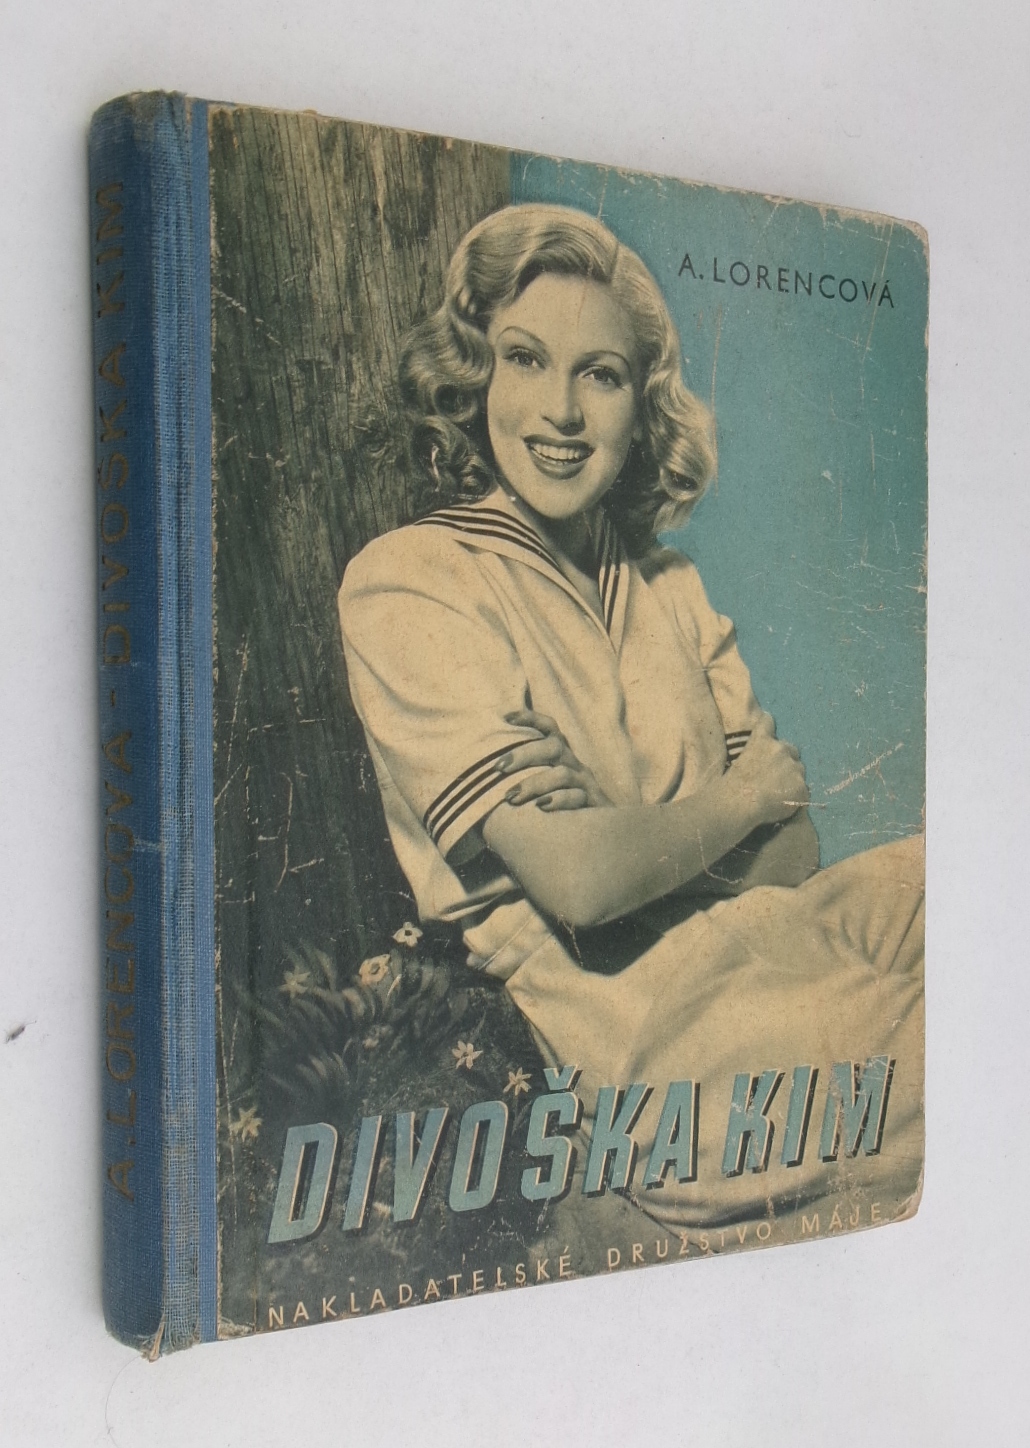 A. LORENCOVÁ - DIVOŠKA KIM
A. LORENCOVÁ
DIVOŠKA KIM
NAKLADATELSKÉ DRUŽSTVO MÁJE